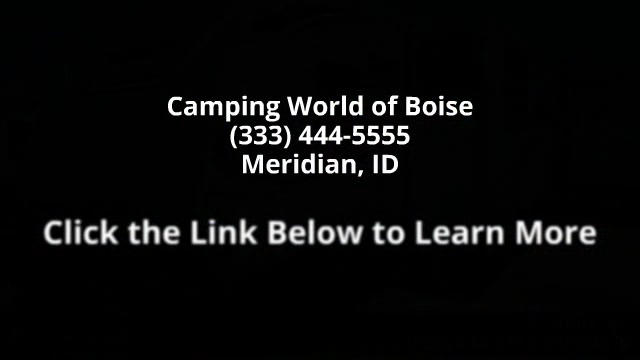 Camping World of Boise
(333) 444-5555
Meridian, ID
Click the Link Below to Learn More